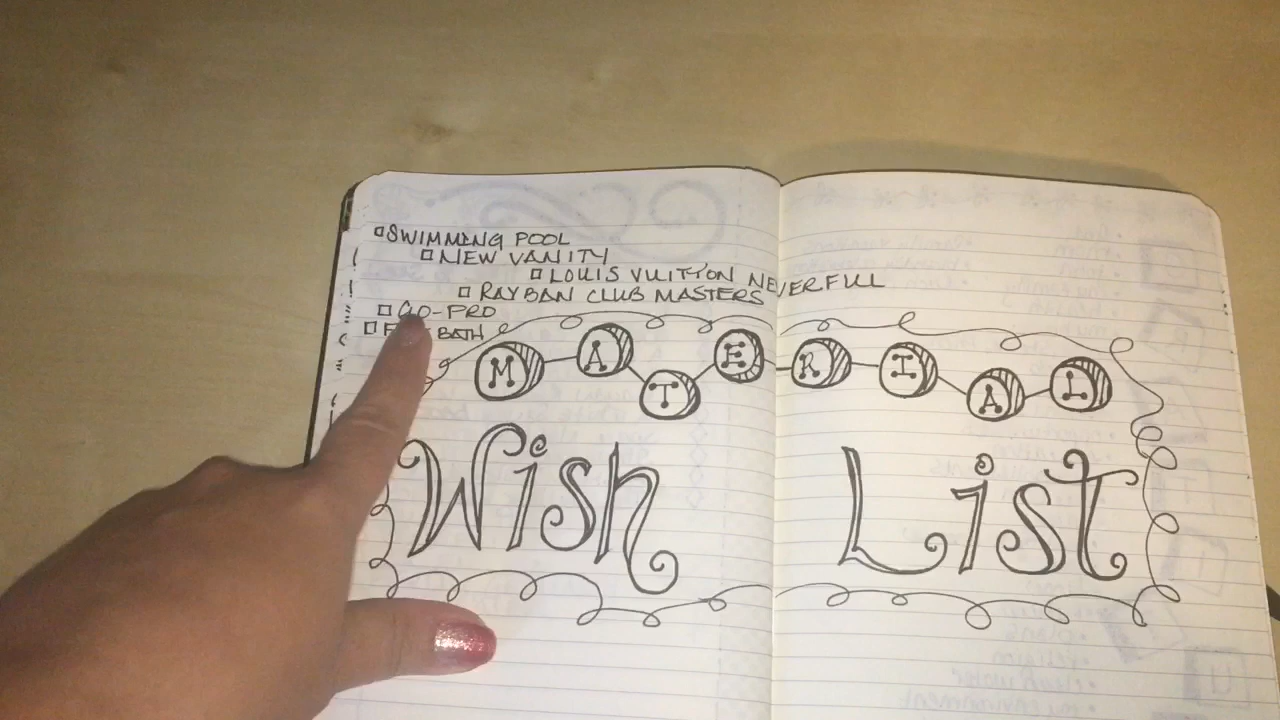 SWIMMING POOL
NEW VANITY
LOUIS VUITTON NEVERFULL
RAYBAN CLUB MASTERS
GO-PRO
BATH
MATERIAL
Wish List